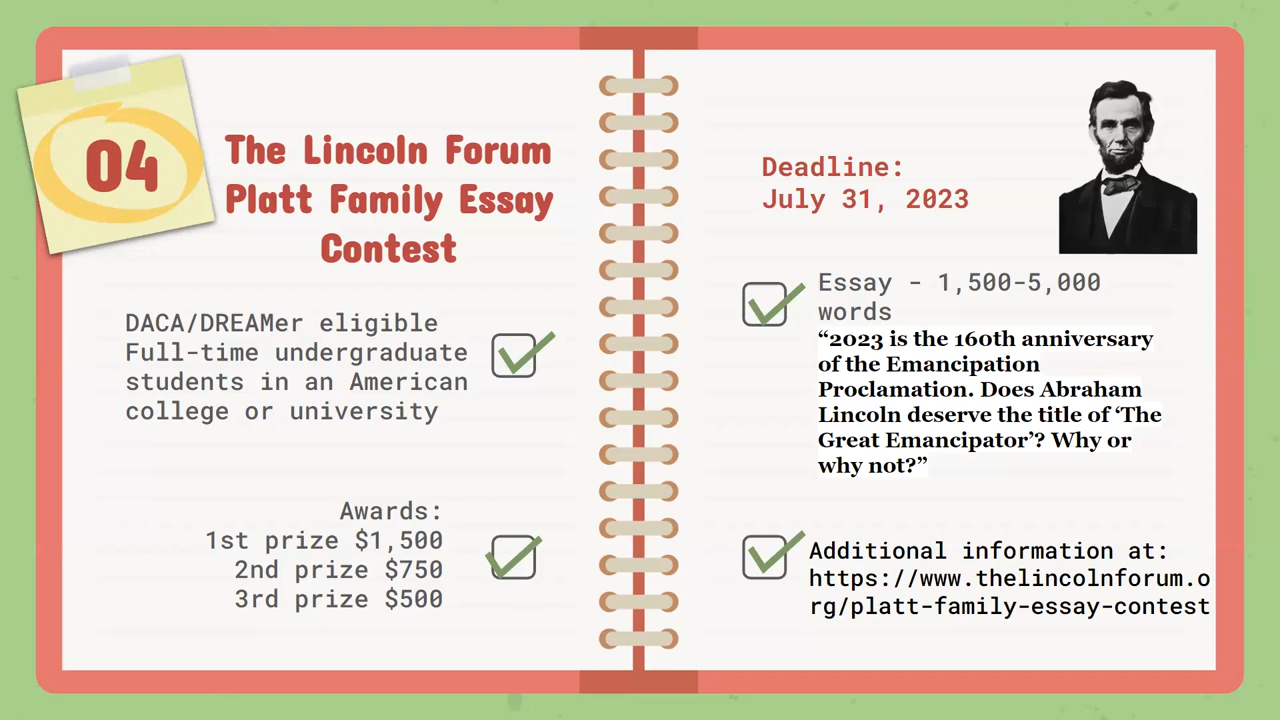 04
The Lincoln Forum
Platt Family Essay
Contest
DACA/DREAMer eligible
Full-time undergraduate
students in an American
college or university
Awards:
1st prize $1,500
2nd prize $750
3rd prize $500
Deadline:
July 31, 2023
Essay - 1,500-5,000
words
“2023 is the 160th anniversary
of the Emancipation
Proclamation. Does Abraham
Lincoln deserve the title of ‘The
Great Emancipator’? Why or
why not?”
Additional information at:
https://www.thelincolnforum.o
rg/platt-family-essay-contest